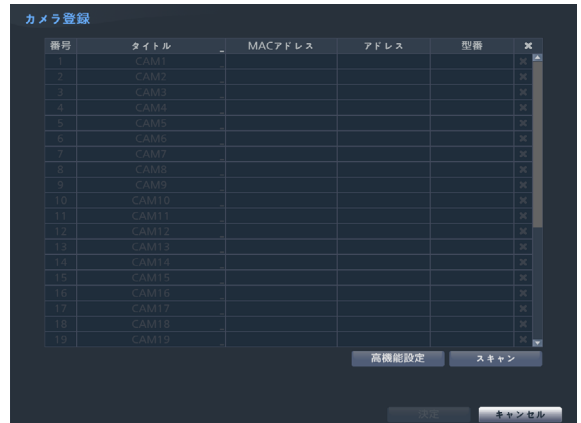 カメラ登録
番号 タイトル MACアドレス アドレス 型番 ×
1 CAM1 _ ×
2 CAM2 _ ×
3 CAM3 _ ×
4 CAM4 _ ×
5 CAM5 _ ×
6 CAM6 _ ×
7 CAM7 _ ×
8 CAM8 _ ×
9 CAM9 _ ×
10 CAM10 _ ×
11 CAM11 _ ×
12 CAM12 _ ×
13 CAM13 _ ×
14 CAM14 _ ×
15 CAM15 _ ×
16 CAM16 _ ×
17 CAM17 _ ×
18 CAM18 _ ×
19 CAM19 _ ×
高機能設定 スキャン
決定 キャンセル